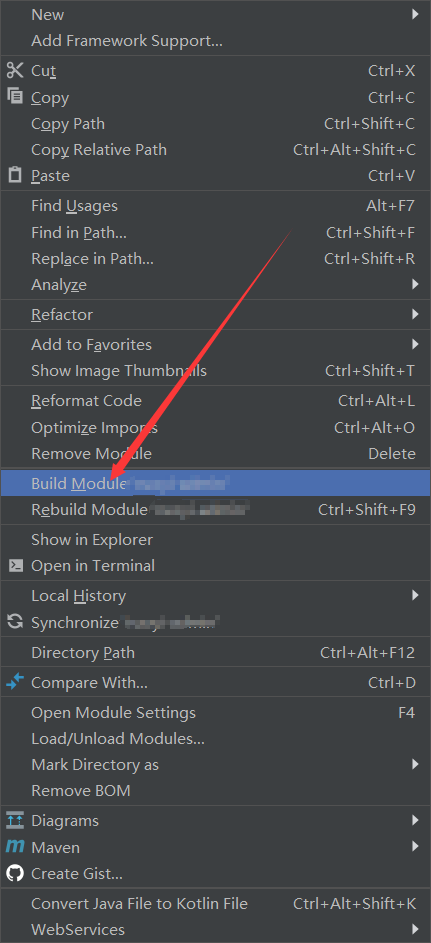 New
Add Framework Support...
Cut Ctrl+X
Copy Ctrl+C
Copy Path Ctrl+Shift+C
Copy Relative Path Ctrl+Alt+Shift+C
Paste Ctrl+V
Find Usages Alt+F7
Find in Path... Ctrl+Shift+F
Replace in Path... Ctrl+Shift+R
Analyze
Refactor
Add to Favorites
Show Image Thumbnails Ctrl+Shift+T
Reformat Code Ctrl+Alt+L
Optimize Imports Ctrl+Alt+O
Remove Module Delete
Build Module
Rebuild Module Ctrl+Shift+F9
Show in Explorer
Open in Terminal
Local History
Synchronize
Directory Path Ctrl+Alt+F12
Compare With... Ctrl+D
Open Module Settings F4
Load/Unload Modules...
Mark Directory as
Remove BOM
Diagrams
Maven
Create Gist...
Convert Java File to Kotlin File Ctrl+Alt+Shift+K
WebServices